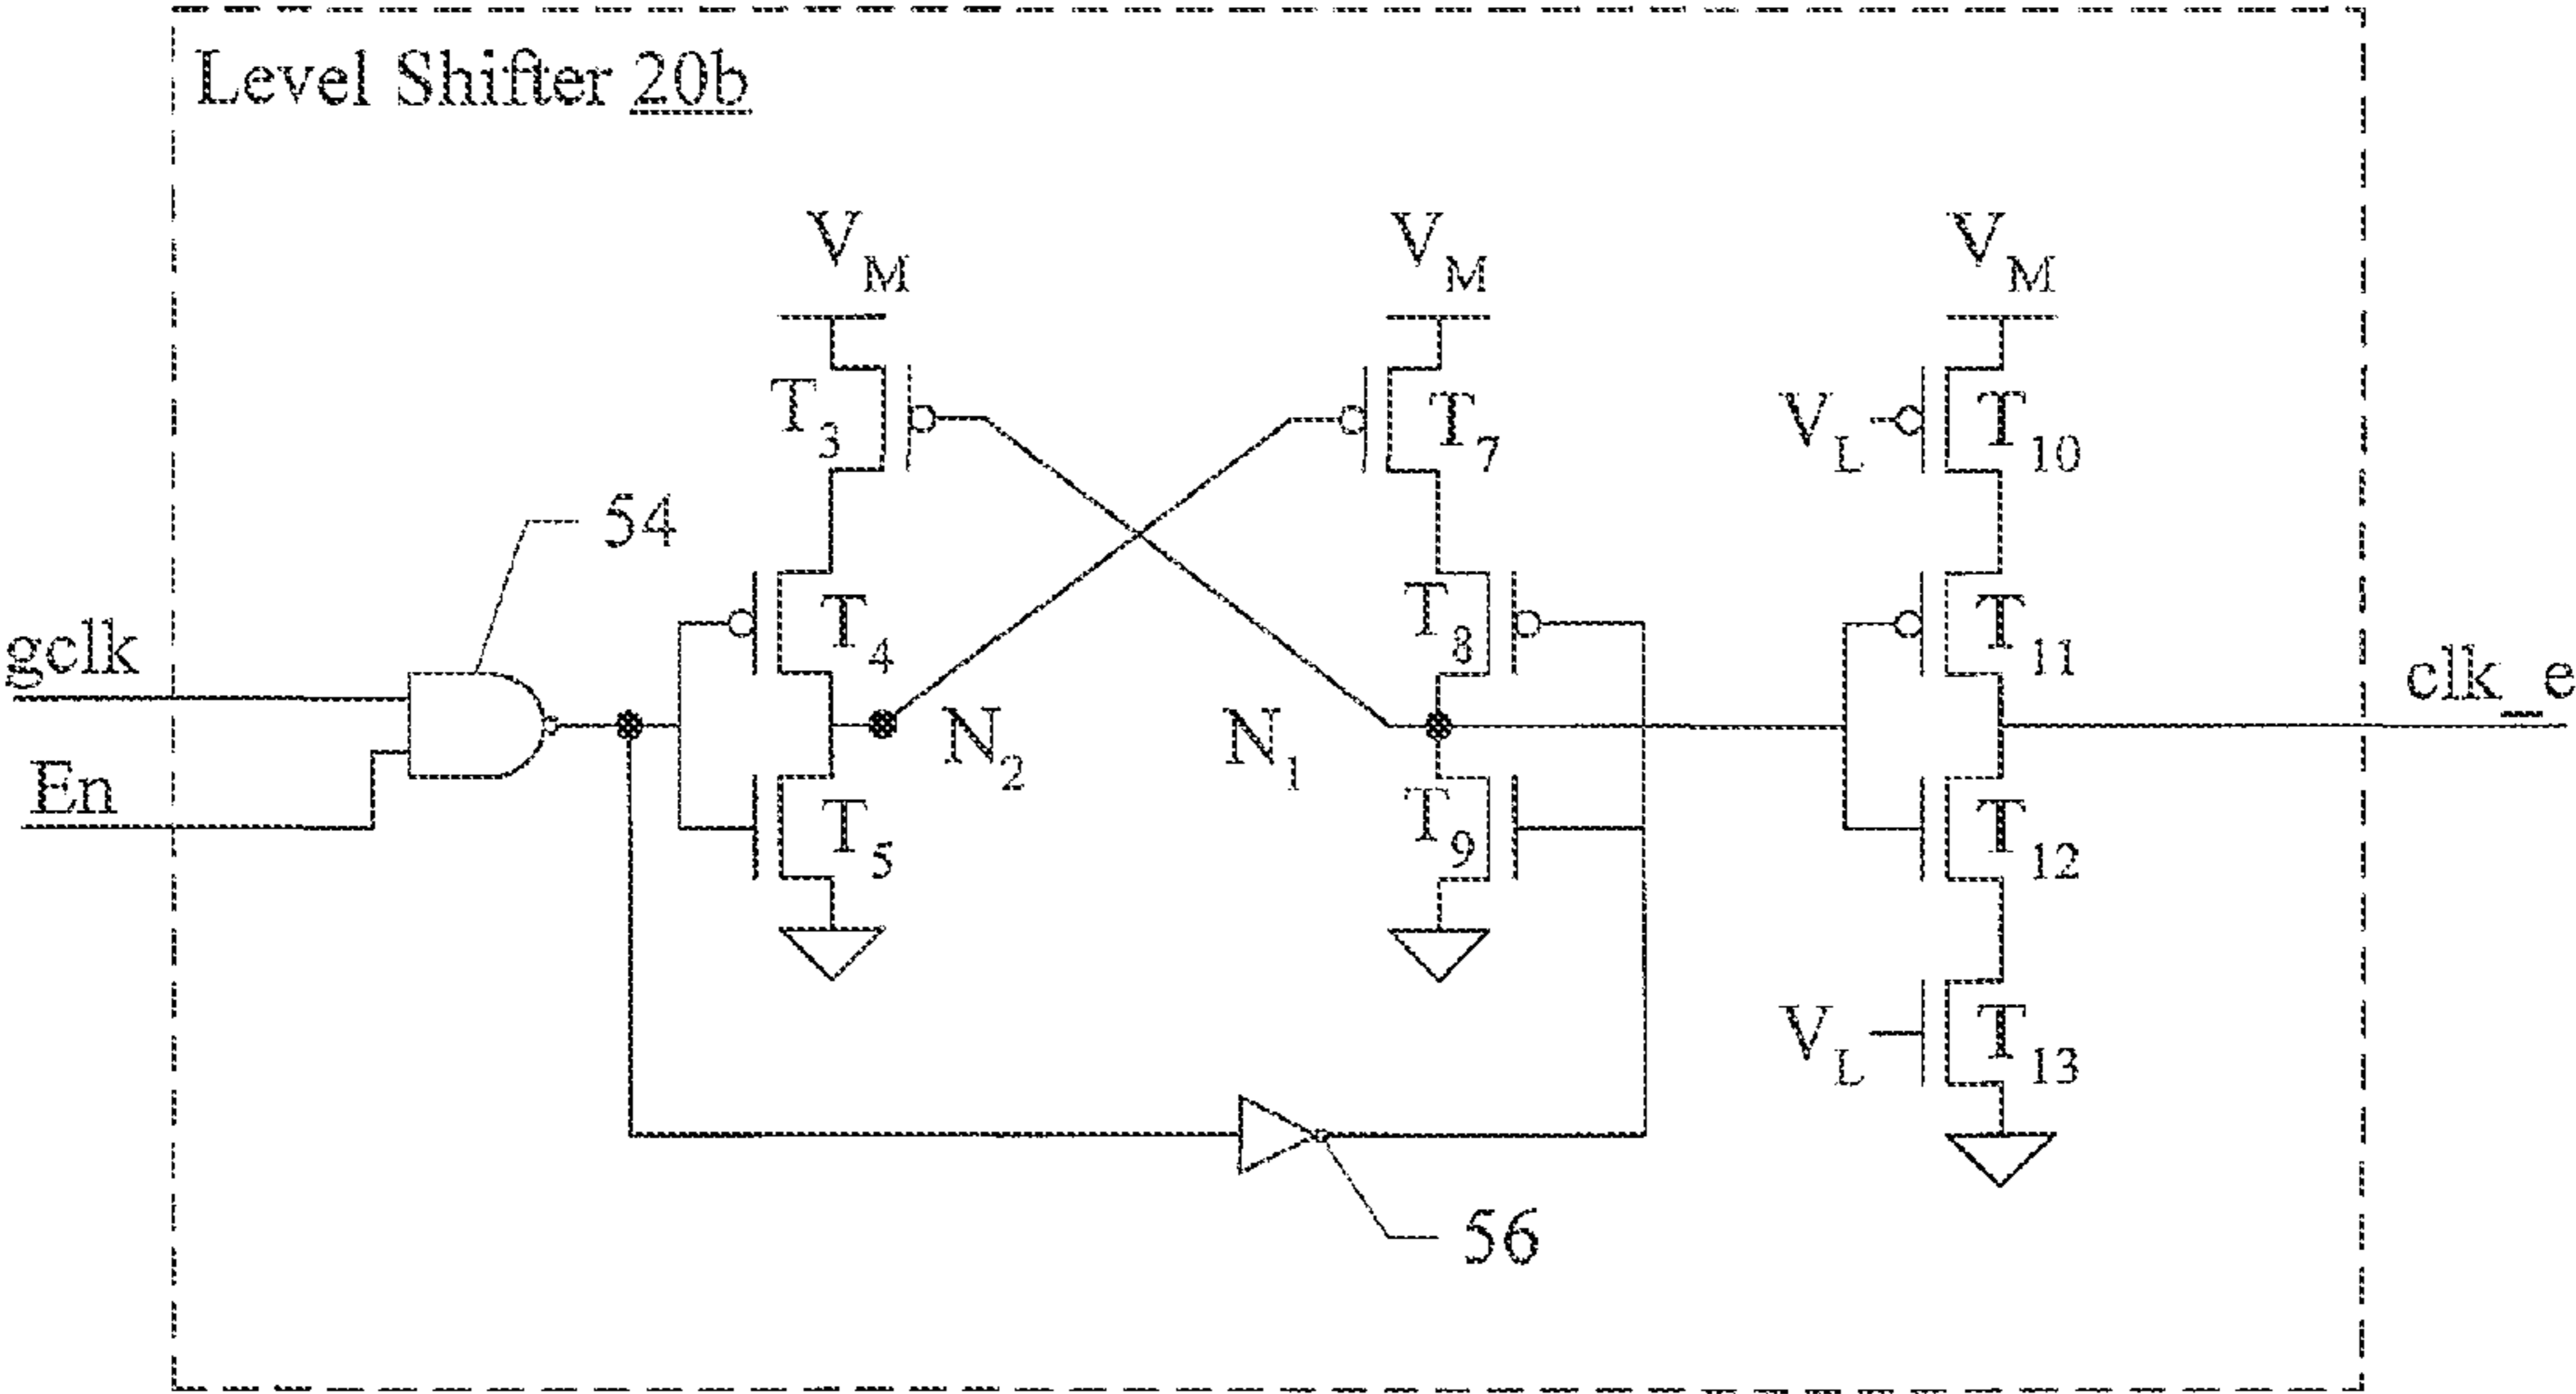 Level Shifter 20b
V_M V_M V_M
T_3 T_7 V_L T_10
54
gclk T_4 T_8 T_11 clk_e
En N_2 N_1
T_5 T_9 T_12
V_L T_13
56